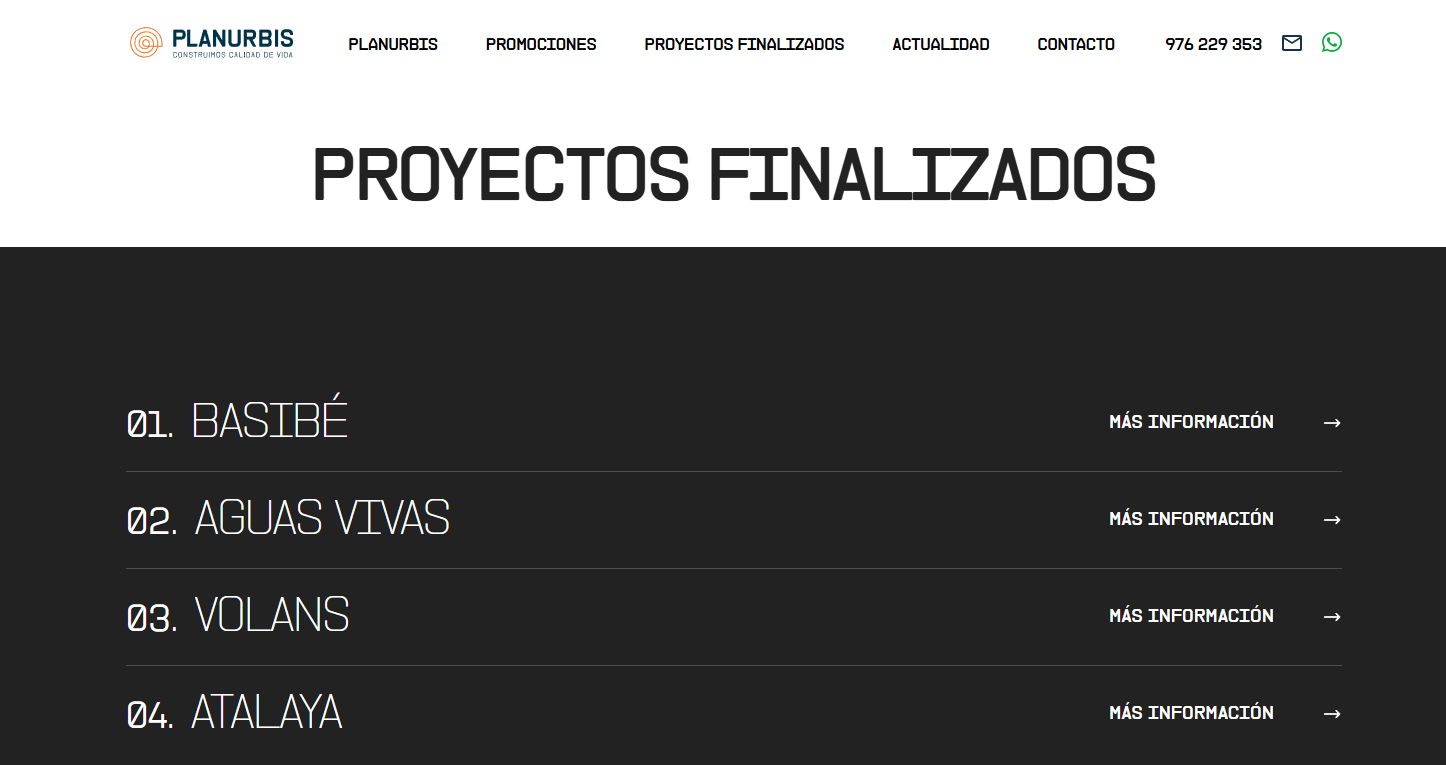 PLANURBIS
CONSTRUIMOS CALIDAD DE VIDA
PLANURBIS PROMOCIONES PROYECTOS FINALIZADOS ACTUALIDAD CONTACTO 976 229 353
PROYECTOS FINALIZADOS
01. BASIBÉ MÁS INFORMACIÓN →
02. AGUAS VIVAS MÁS INFORMACIÓN →
03. VOLANS MÁS INFORMACIÓN →
04. ATALAYA MÁS INFORMACIÓN →